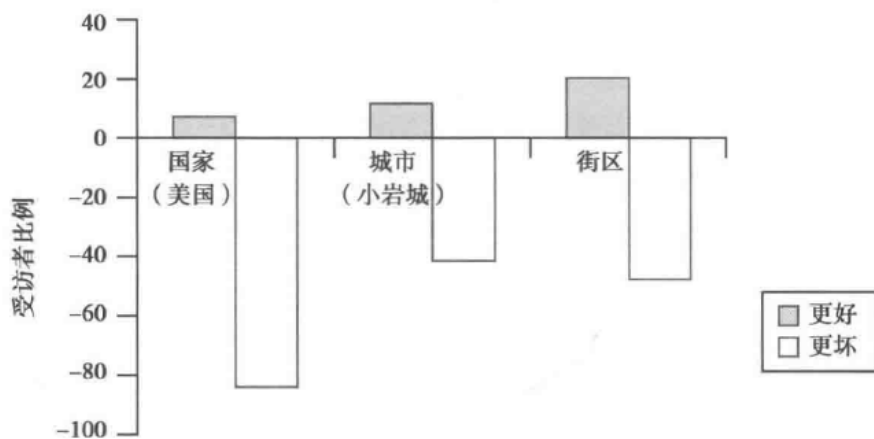 40
20
0
-20
-40
-60
-80
-100
受访者比例
国家
（美国）
城市
（小岩城）
街区
更好
更坏